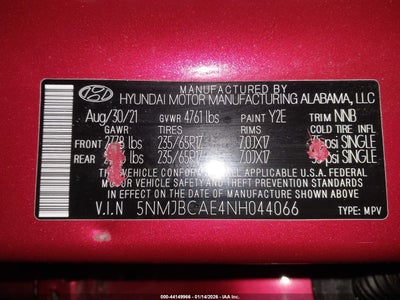 MANUFACTURED BY
HYUNDAI MOTOR MANUFACTURING ALABAMA, LLC
Aug/30/21 GVWR 4761 lbs PAINT Y2E TRIM NNB
GAWR TIRES RIMS COLD TIRE INFL
FRONT lbs 235/65R17 7.0JX17 psi SINGLE
REAR lbs 235/65R17 7.0JX17 psi SINGLE
THIS VEHICLE CONFORMS TO ALL APPLICABLE U.S.A. FEDERAL
MOTOR VEHICLE SAFETY AND THEFT PREVENTION STANDARDS
IN EFFECT ON THE DATE OF MANUFACTURE SHOWN ABOVE.
V.I.N 5NMJBCAE4NH044066 TYPE: MPV
000-44149966 - 01/14/2026 - IAA Inc.